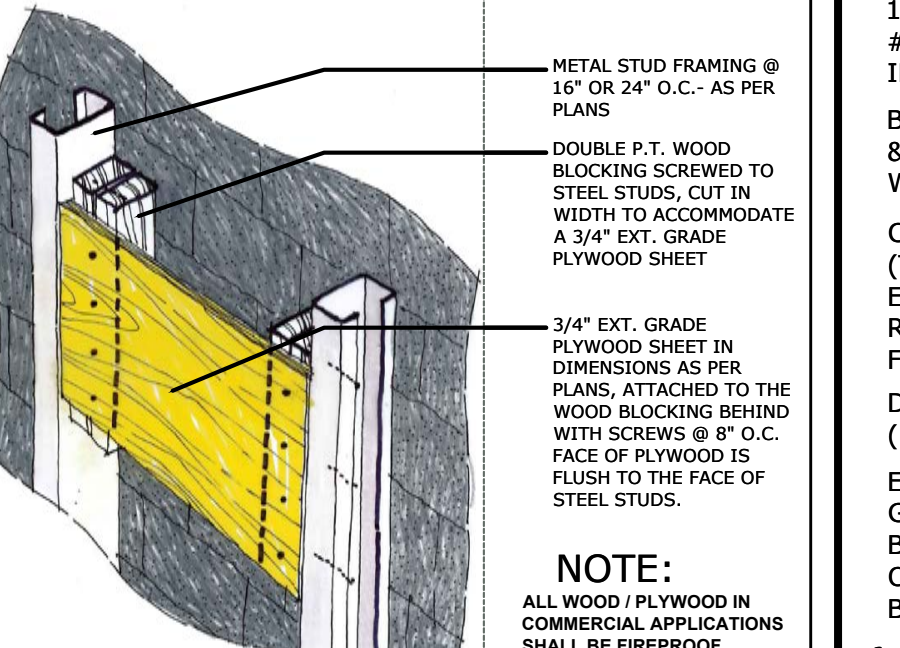 METAL STUD FRAMING @
16" OR 24" O.C.- AS PER
PLANS
DOUBLE P.T. WOOD
BLOCKING SCREWED TO
STEEL STUDS, CUT IN
WIDTH TO ACCOMMODATE
A 3/4" EXT. GRADE
PLYWOOD SHEET
3/4" EXT. GRADE
PLYWOOD SHEET IN
DIMENSIONS AS PER
PLANS, ATTACHED TO THE
WOOD BLOCKING BEHIND
WITH SCREWS @ 8" O.C.
FACE OF PLYWOOD IS
FLUSH TO THE FACE OF
STEEL STUDS.
NOTE:
ALL WOOD / PLYWOOD IN
COMMERCIAL APPLICATIONS
SHALL BE FIREPROOF